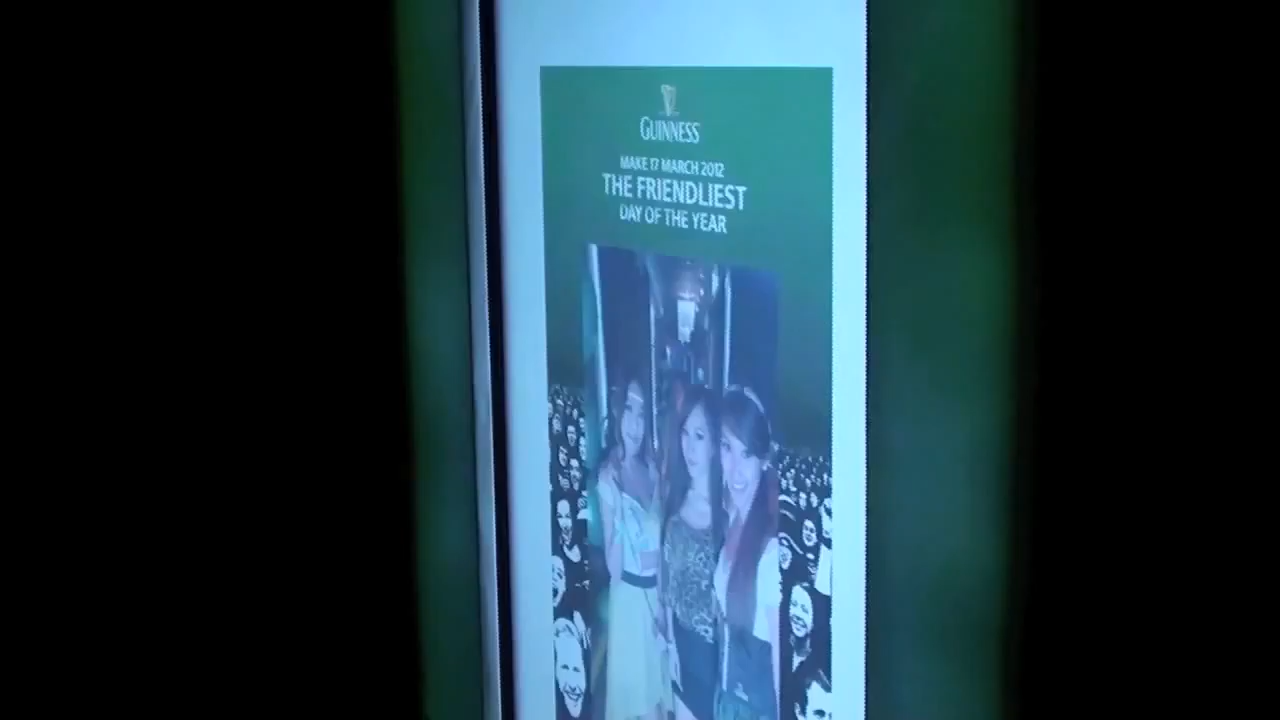 GUINNESS
MAKE 17 MARCH 2012
THE FRIENDLIEST
DAY OF THE YEAR